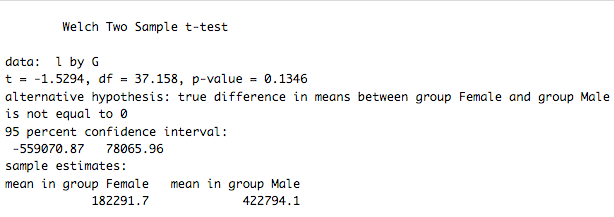 Welch Two Sample t-test
data:  l by G
t = -1.5294, df = 37.158, p-value = 0.1346
alternative hypothesis: true difference in means between group Female and group Male
is not equal to 0
95 percent confidence interval:
 -559070.87   78065.96
sample estimates:
mean in group Female   mean in group Male
            182291.7             422794.1